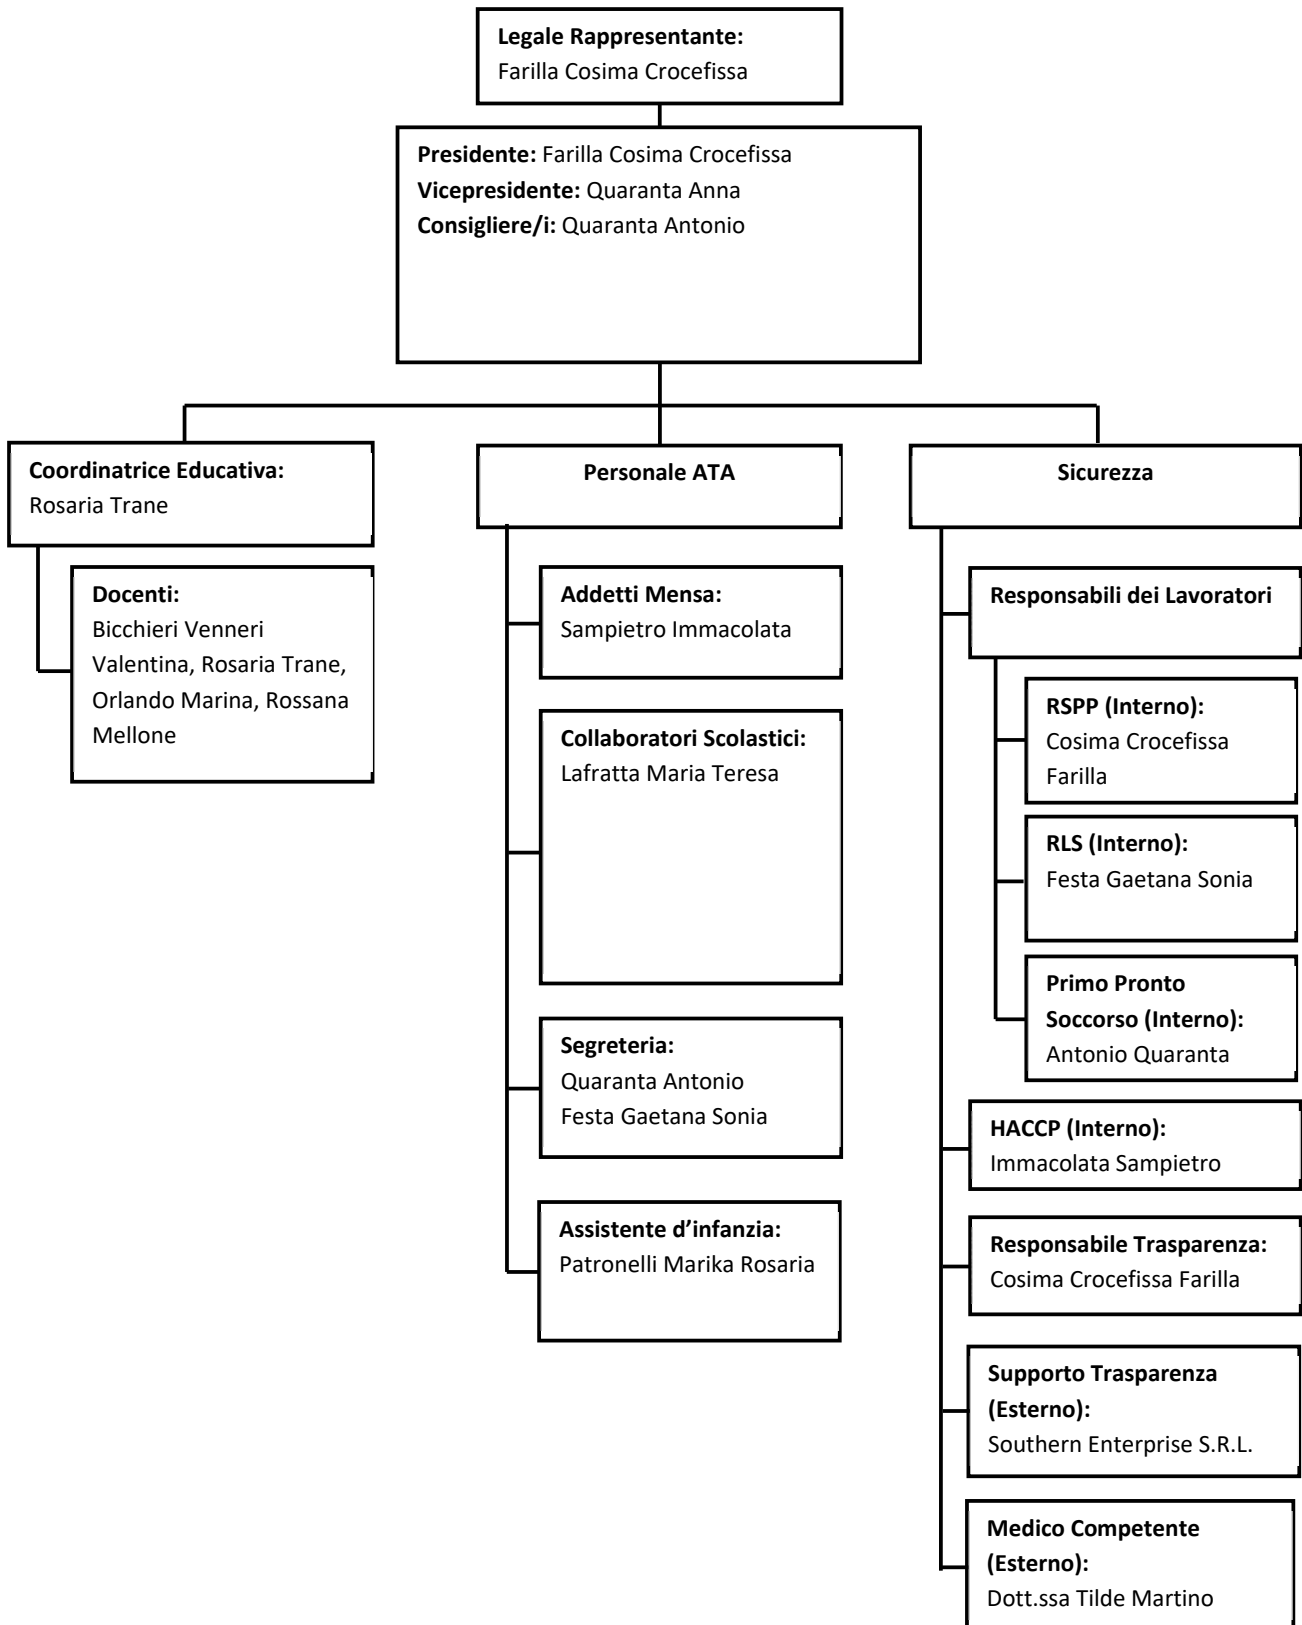 Legale Rappresentante:
Farilla Cosima Crocefissa
Presidente: Farilla Cosima Crocefissa
Vicepresidente: Quaranta Anna
Consigliere/i: Quaranta Antonio
Coordinatrice Educativa:
Rosaria Trane
Docenti:
Bicchieri Venneri
Valentina, Rosaria Trane,
Orlando Marina, Rossana
Mellone
Personale ATA
Addetti Mensa:
Sampietro Immacolata
Collaboratori Scolastici:
Lafratta Maria Teresa
Segreteria:
Quaranta Antonio
Festa Gaetana Sonia
Assistente d’infanzia:
Patronelli Marika Rosaria
Sicurezza
Responsabili dei Lavoratori
RSPP (Interno):
Cosima Crocefissa
Farilla
RLS (Interno):
Festa Gaetana Sonia
Primo Pronto
Soccorso (Interno):
Antonio Quaranta
HACCP (Interno):
Immacolata Sampietro
Responsabile Trasparenza:
Cosima Crocefissa Farilla
Supporto Trasparenza
(Esterno):
Southern Enterprise S.R.L.
Medico Competente
(Esterno):
Dott.ssa Tilde Martino